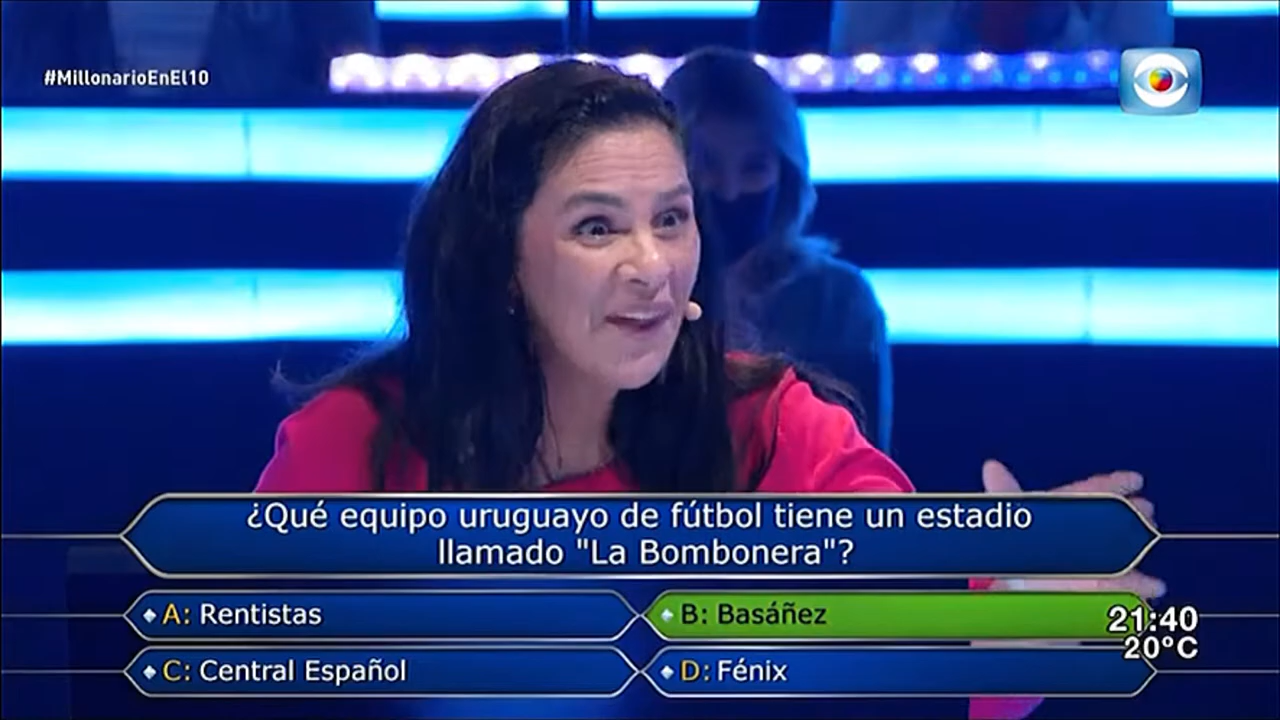 #MillonarioEnEl10
¿Qué equipo uruguayo de fútbol tiene un estadio
llamado "La Bombonera"?
A: Rentistas
B: Basáñez
C: Central Español
D: Fénix
21:40
20°C